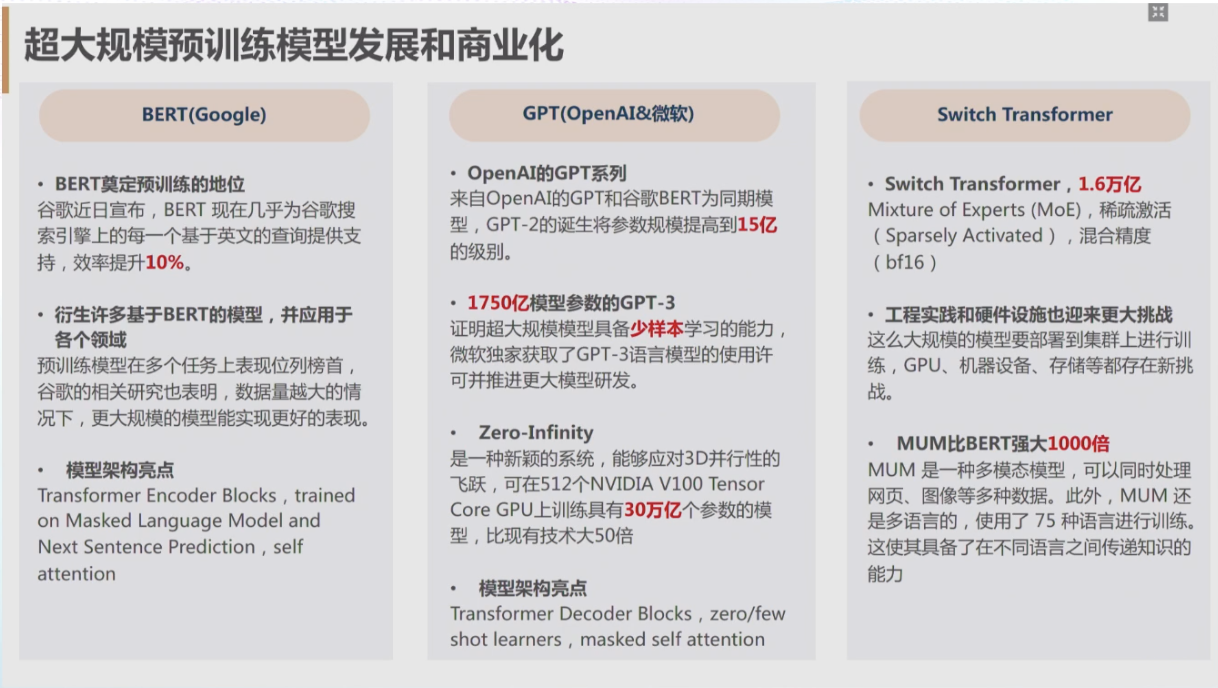 超大规模预训练模型发展和商业化
BERT(Google)
• BERT奠定预训练的地位
谷歌近日宣布，BERT 现在几乎为谷歌搜
索引擎上的每一个基于英文的查询提供支
持，效率提升10%。
• 衍生许多基于BERT的模型，并应用于
各个领域
预训练模型在多个任务上表现位列榜首，
谷歌的相关研究也表明，数据量越大的情
况下，更大规模的模型能实现更好的表现。
• 模型架构亮点
Transformer Encoder Blocks，trained
on Masked Language Model and
Next Sentence Prediction，self
attention
GPT(OpenAI&微软)
• OpenAI的GPT系列
来自OpenAI的GPT和谷歌BERT为同期模
型，GPT-2的诞生将参数规模提高到15亿
的级别。
• 1750亿模型参数的GPT-3
证明超大规模模型具备少样本学习的能力，
微软独家获取了GPT-3语言模型的使用许
可并推进更大模型研发。
• Zero-Infinity
是一种新颖的系统，能够应对3D并行性的
飞跃，可在512个NVIDIA V100 Tensor
Core GPU上训练具有30万亿个参数的模
型，比现有技术大50倍
• 模型架构亮点
Transformer Decoder Blocks，zero/few
shot learners，masked self attention
Switch Transformer
• Switch Transformer，1.6万亿
Mixture of Experts (MoE)，稀疏激活
（Sparsely Activated），混合精度
（bf16）
• 工程实践和硬件设施也迎来更大挑战
这么大规模的模型要部署到集群上进行训
练，GPU、机器设备、存储等都存在新挑
战。
• MUM比BERT强大1000倍
MUM 是一种多模态模型，可以同时处理
网页、图像等多种数据。此外，MUM 还
是多语言的，使用了 75 种语言进行训练。
这使其具备了在不同语言之间传递知识的
能力